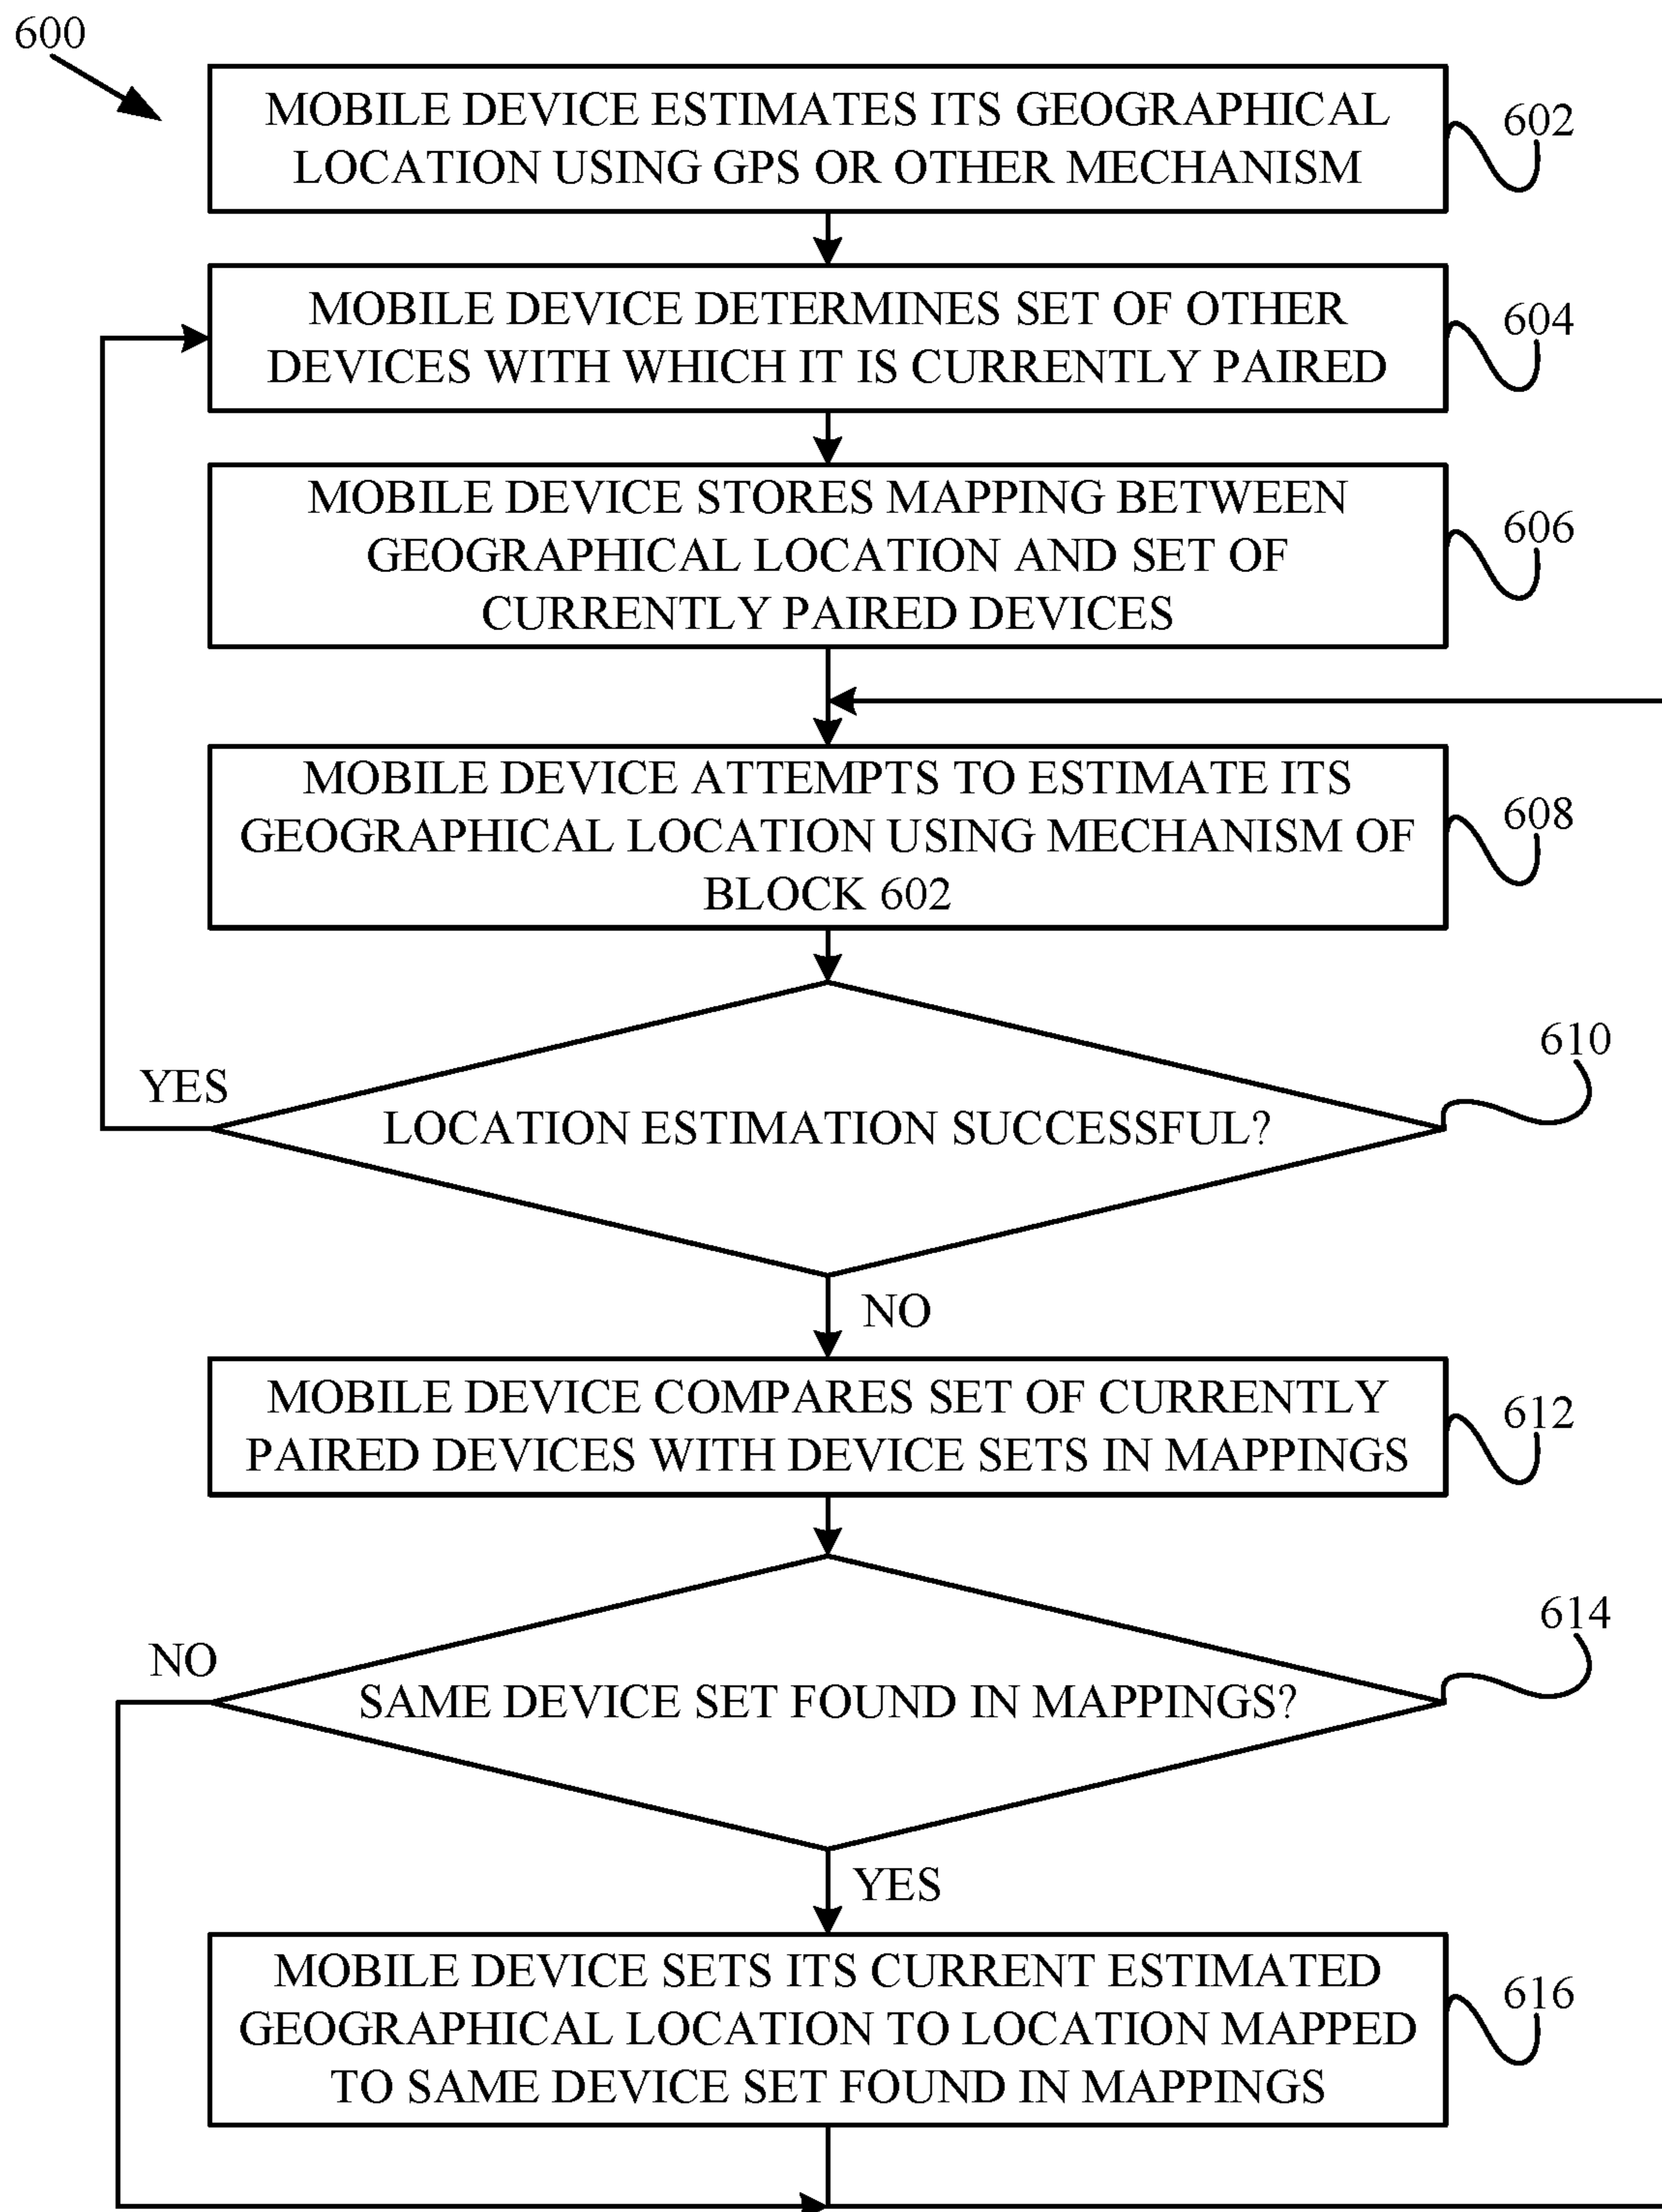 600
MOBILE DEVICE ESTIMATES ITS GEOGRAPHICAL
LOCATION USING GPS OR OTHER MECHANISM
602
MOBILE DEVICE DETERMINES SET OF OTHER
DEVICES WITH WHICH IT IS CURRENTLY PAIRED
604
MOBILE DEVICE STORES MAPPING BETWEEN
GEOGRAPHICAL LOCATION AND SET OF
CURRENTLY PAIRED DEVICES
606
MOBILE DEVICE ATTEMPTS TO ESTIMATE ITS
GEOGRAPHICAL LOCATION USING MECHANISM OF
BLOCK 602
608
610
YES
LOCATION ESTIMATION SUCCESSFUL?
NO
MOBILE DEVICE COMPARES SET OF CURRENTLY
PAIRED DEVICES WITH DEVICE SETS IN MAPPINGS
612
614
NO
SAME DEVICE SET FOUND IN MAPPINGS?
YES
MOBILE DEVICE SETS ITS CURRENT ESTIMATED
GEOGRAPHICAL LOCATION TO LOCATION MAPPED
TO SAME DEVICE SET FOUND IN MAPPINGS
616